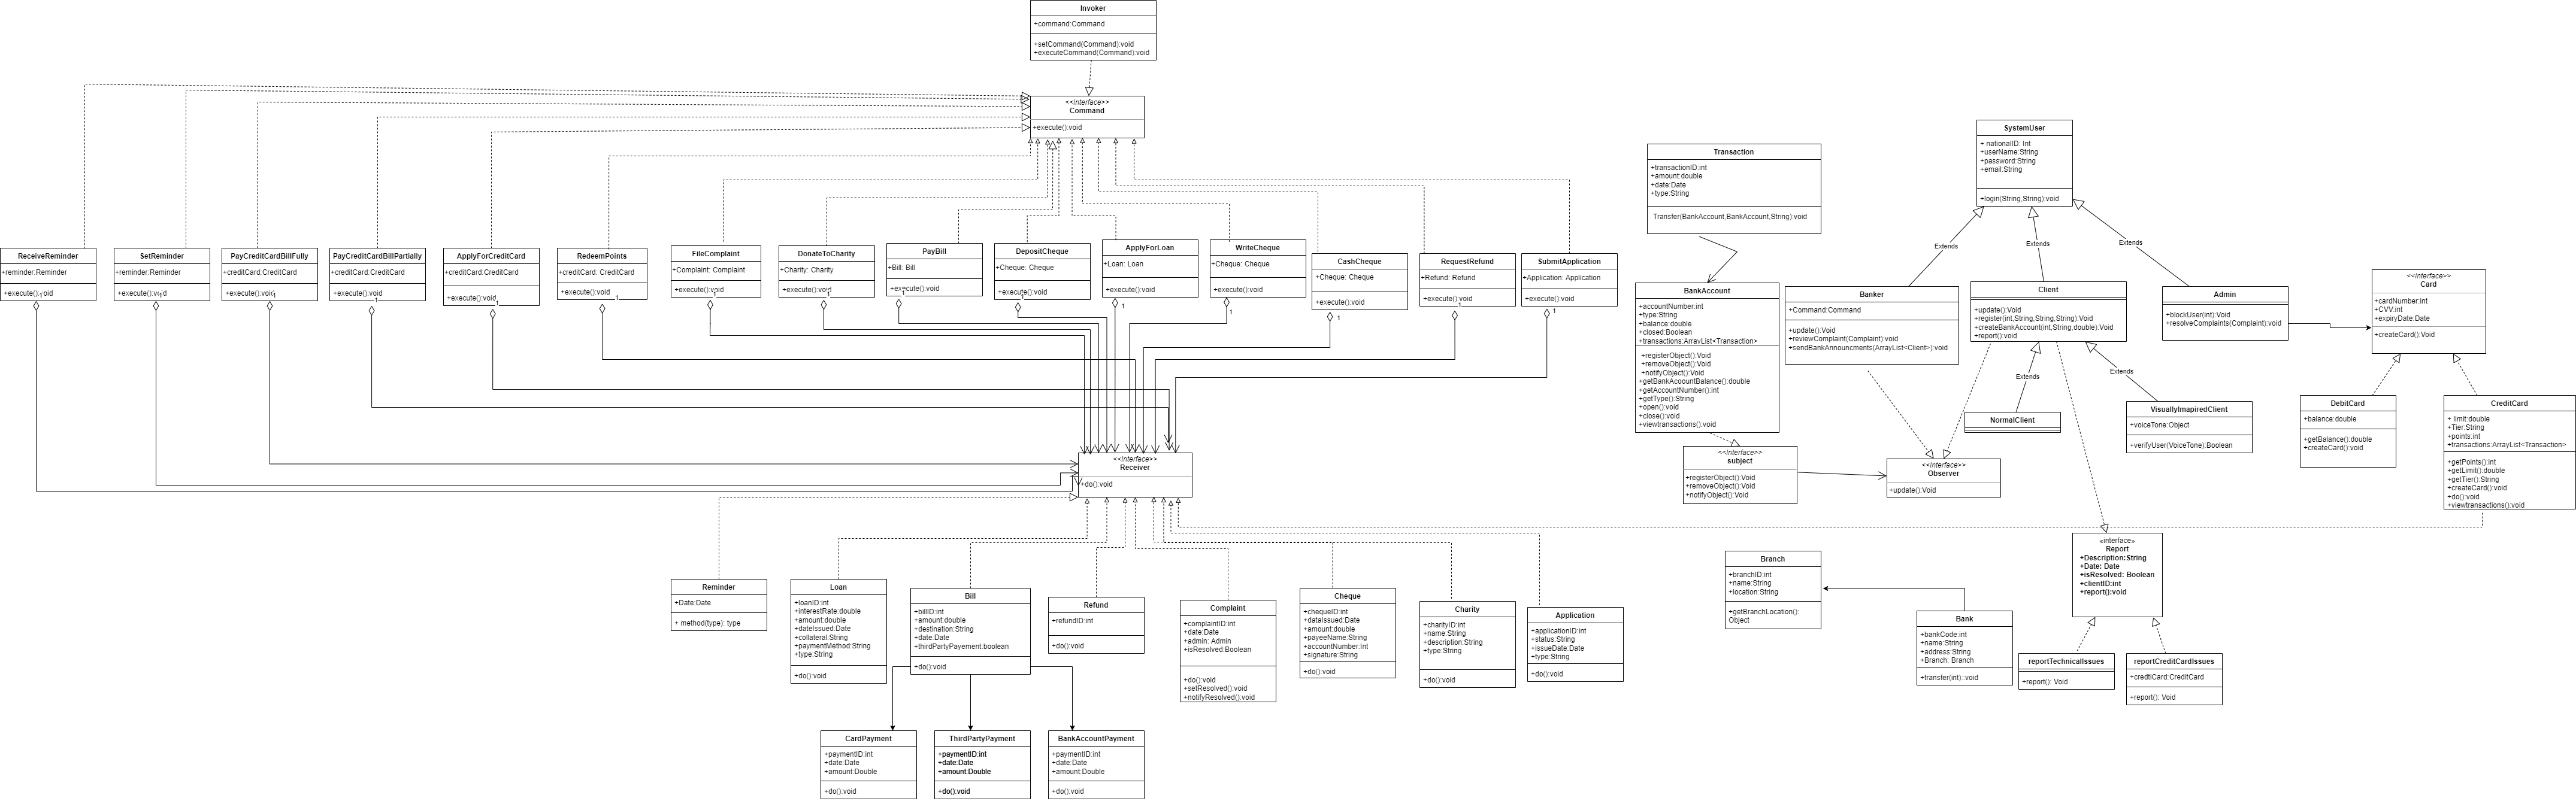 Invoker
+command:Command
+setCommand(Command):void
+executeCommand(Command):void
<<Interface>>
Command
+execute():void
ReceiveReminder
+reminder:Reminder
+execute():void
1
SetReminder
+reminder:Reminder
+execute():void
1
PayCreditCardBillFully
+creditCard:CreditCard
+execute():void
1
PayCreditCardBillPartially
+creditCard:CreditCard
+execute():void
1
ApplyForCreditCard
+creditCard:CreditCard
+execute():void
1
RedeemPoints
+creditCard: CreditCard
+execute():void
1
FileComplaint
+Complaint: Complaint
+execute():void
1
DonateToCharity
+Charity: Charity
+execute():void
1
PayBill
+Bill: Bill
+execute():void
1
DepositCheque
+Cheque: Cheque
+execute():void
1
ApplyForLoan
+Loan: Loan
+execute():void
1
WriteCheque
+Cheque: Cheque
+execute():void
1
CashCheque
+Cheque: Cheque
+execute():void
1
RequestRefund
+Refund: Refund
+execute():void
1
SubmitApplication
+Application: Application
+execute():void
1
<<Interface>>
Receiver
+do():void
Reminder
+Date:Date
+ method(type): type
Loan
+loanID:int
+interestRate:double
+amount:double
+dateIssued:Date
+collateral:String
+paymentMethod:String
+type:String
+do():void
Bill
+billID:int
+amount:double
+destination:String
+date:Date
+thirdPartyPayement:boolean
+do():void
Refund
+refundID:int
+do():void
Complaint
+complaintID:int
+date:Date
+admin: Admin
+isResolved:Boolean
+do():void
+setResolved():void
+notifyResolved():void
Cheque
+chequeID:int
+dataIssued:Date
+amount:double
+payeeName:String
+accountNumber:Int
+signature:String
+do():void
Charity
+charityID:int
+name:String
+description:String
+type:String
+do():void
Application
+applicationID:int
+status:String
+issueDate:Date
+type:String
+do():void
CardPayment
+paymentID:int
+date:Date
+amount:Double
+do():void
ThirdPartyPayment
+paymentID:int
+date:Date
+amount:Double
+do():void
BankAccountPayment
+paymentID:int
+date:Date
+amount:Double
+do():void
Transaction
+transactionID:int
+amount:double
+date:Date
+type:String
Transfer(BankAccount,BankAccount,String):void
BankAccount
+accountNumber:int
+type:String
+balance:double
+closed:Boolean
+transactions:ArrayList<Transaction>
+registerObject():Void
+removeObject():Void
+notifyObject():Void
+getBankAcoountBalance():double
+getAccountNumber():int
+getType():String
+open():void
+close():void
+viewtransactions():void
<<Interface>>
subject
+registerObject():Void
+removeObject():Void
+notifyObject():Void
SystemUser
+ nationalID: Int
+userName:String
+password:String
+email:String
+login(String,String):void
Extends
Extends
Extends
Banker
+Command:Command
+update():Void
+reviewComplaint(Complaint):void
+sendBankAnnouncments(ArrayList<Client>):void
Client
+update():Void
+register(int,String,String,String):Void
+createBankAccount(int,String,double):Void
+report():void
Admin
+blockUser(int):Void
+resolveComplaints(Complaint):void
Extends
Extends
NormalClient
VisuallyImapiredClient
+voiceTone:Object
+verifyUser(VoiceTone):Boolean
<<Interface>>
Observer
+update():Void
<<Interface>>
Card
+cardNumber:int
+CVV:int
+expiryDate:Date
+createCard():Void
DebitCard
+balance:double
+getBalance():double
+createCard():void
CreditCard
+ limit:double
+Tier:String
+points:int
+transactions:ArrayList<Transaction>
+getPoints():int
+getLimit():double
+getTier():String
+createCard():void
+do():void
+viewtransactions():void
Branch
+branchID:int
+name:String
+location:String
+getBranchLocation():
Object
Bank
+bankCode:int
+name:String
+address:String
+Branch: Branch
+transfer(int)::void
«interface»
Report
+Description:String
+Date: Date
+isResolved: Boolean
+clientID:int
+report():void
reportTechnicalIssues
+report(): Void
reportCreditCardIssues
+credtiCard:CreditCard
+report(): Void